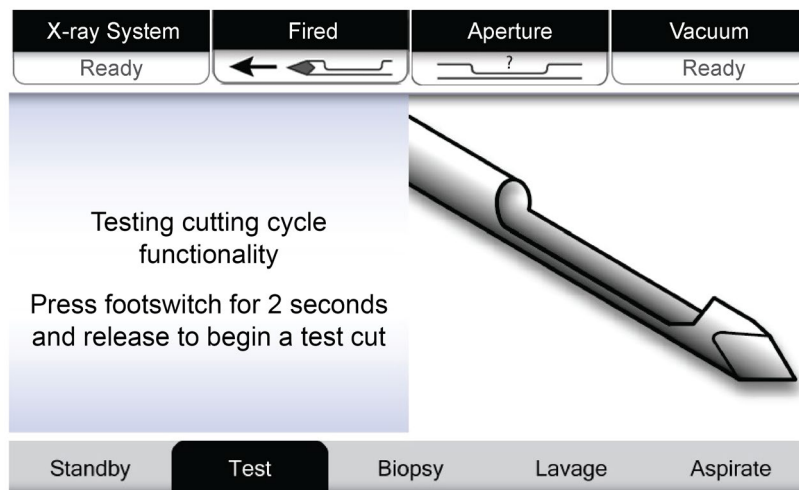 X-ray System
Fired
Aperture
Vacuum
Ready
?
Ready
Testing cutting cycle
functionality
Press footswitch for 2 seconds
and release to begin a test cut
Standby
Test
Biopsy
Lavage
Aspirate